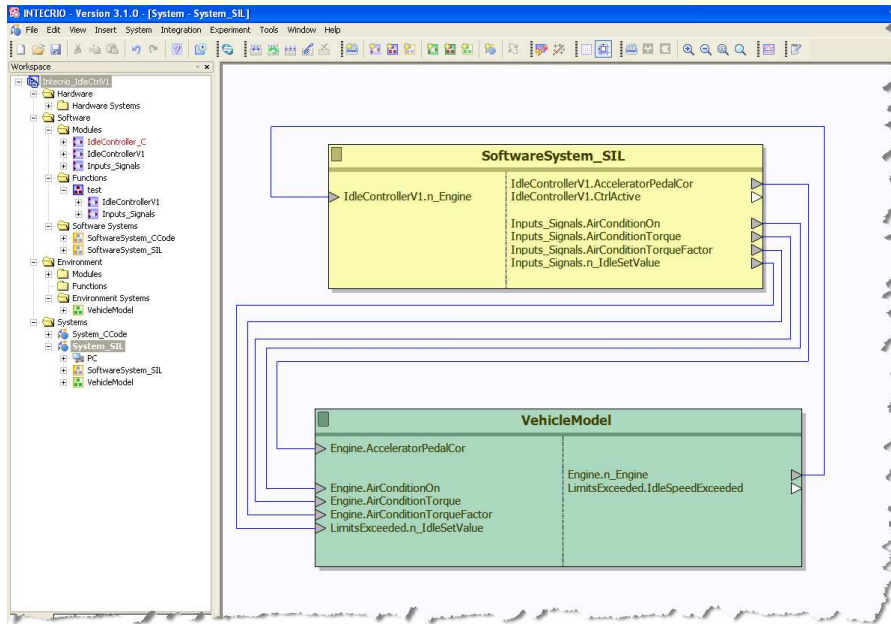 INTECRIO - Version 3.1.0 - [System - System_SIL]
File Edit View Insert System Integration Experiment Tools Window Help
Workspace
Intecrio_IdleCtrlV1
Hardware
Hardware Systems
Software
Modules
IdleController_C
IdleControllerV1
Inputs_Signals
Functions
test
IdleControllerV1
Inputs_Signals
Software Systems
SoftwareSystem_CCode
SoftwareSystem_SIL
Environment
Modules
Functions
Environment Systems
VehicleModel
Systems
System_CCode
System_SIL
PC
SoftwareSystem_SIL
VehicleModel
SoftwareSystem_SIL
IdleControllerV1.n_Engine
IdleControllerV1.AcceleratorPedalCor
IdleControllerV1.CtrlActive
Inputs_Signals.AirConditionOn
Inputs_Signals.AirConditionTorque
Inputs_Signals.AirConditionTorqueFactor
Inputs_Signals.n_IdleSetValue
VehicleModel
Engine.AcceleratorPedalCor
Engine.AirConditionOn
Engine.AirConditionTorque
Engine.AirConditionTorqueFactor
LimitsExceeded.n_IdleSetValue
Engine.n_Engine
LimitsExceeded.IdleSpeedExceeded